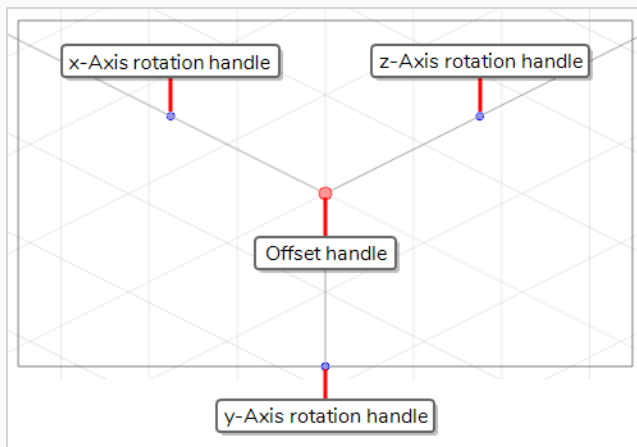 x-Axis rotation handle
z-Axis rotation handle
Offset handle
y-Axis rotation handle